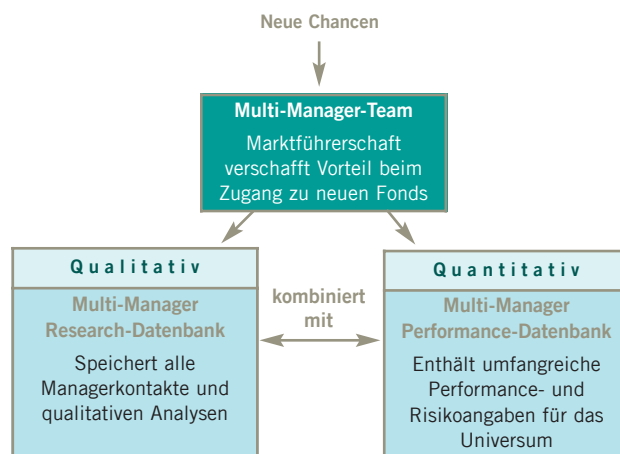 Neue Chancen
Multi-Manager-Team
Marktführerschaft
verschafft Vorteil beim
Zugang zu neuen Fonds
Qualitativ
Multi-Manager
Research-Datenbank
Speichert alle
Managerkontakte und
qualitativen Analysen
kombiniert
mit
Quantitativ
Multi-Manager
Performance-Datenbank
Enthält umfangreiche
Performance- und
Risikoangaben für das
Universum